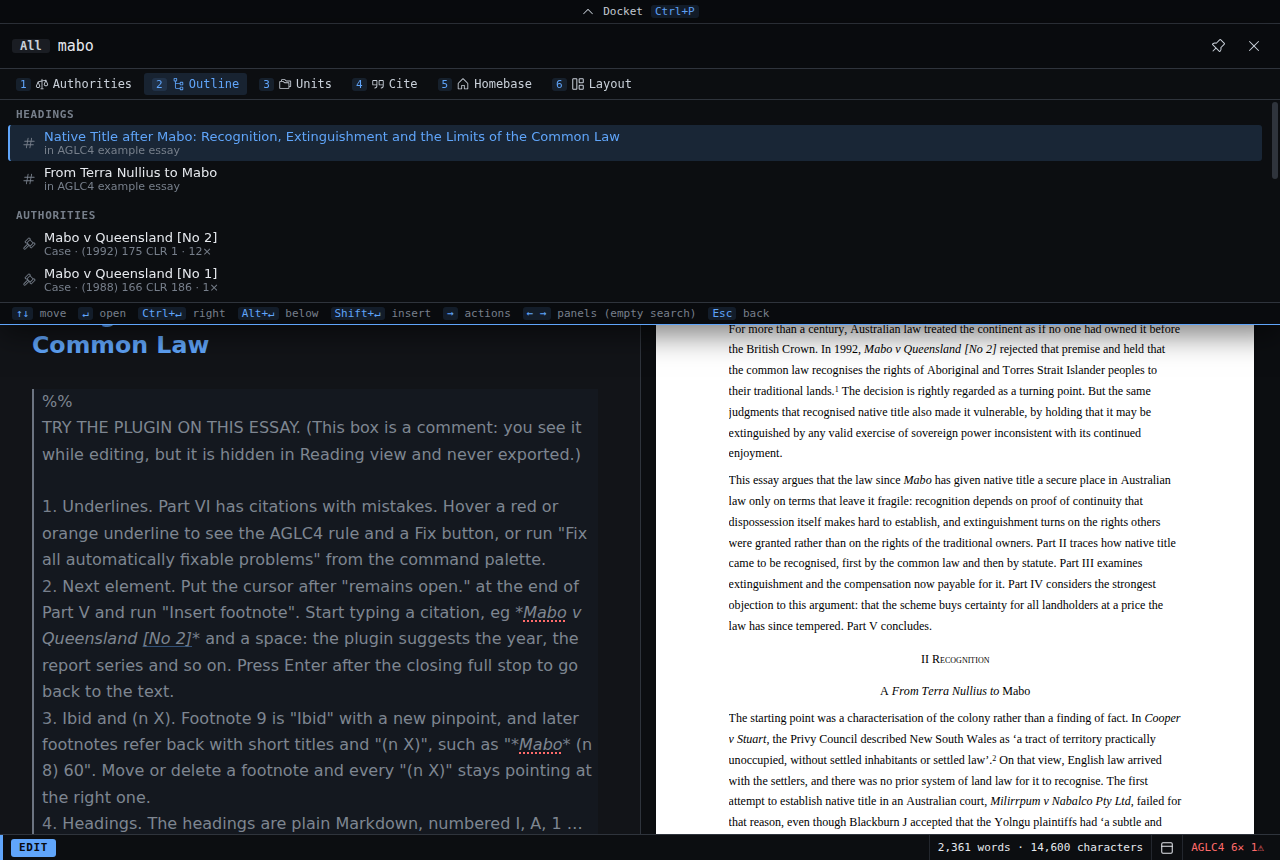 Docket Ctrl+P
All mabo
1 Authorities 2 Outline 3 Units 4 Cite 5 Homebase 6 Layout
HEADINGS
Native Title after Mabo: Recognition, Extinguishment and the Limits of the Common Law
in AGLC4 example essay
From Terra Nullius to Mabo
in AGLC4 example essay
AUTHORITIES
Mabo v Queensland [No 2]
Case · (1992) 175 CLR 1 · 12×
Mabo v Queensland [No 1]
Case · (1988) 166 CLR 186 · 1×
↑↓ move ↵ open Ctrl+↵ right Alt+↵ below Shift+↵ insert → actions ← → panels (empty search) Esc back
Common Law
%%
TRY THE PLUGIN ON THIS ESSAY. (This box is a comment: you see it
while editing, but it is hidden in Reading view and never exported.)
1. Underlines. Part VI has citations with mistakes. Hover a red or
orange underline to see the AGLC4 rule and a Fix button, or run "Fix
all automatically fixable problems" from the command palette.
2. Next element. Put the cursor after "remains open." at the end of
Part V and run "Insert footnote". Start typing a citation, eg *Mabo v
Queensland [No 2]* and a space: the plugin suggests the year, the
report series and so on. Press Enter after the closing full stop to go
back to the text.
3. Ibid and (n X). Footnote 9 is "Ibid" with a new pinpoint, and later
footnotes refer back with short titles and "(n X)", such as "*Mabo* (n
8) 60". Move or delete a footnote and every "(n X)" stays pointing at
the right one.
4. Headings. The headings are plain Markdown, numbered I, A, 1 ...
For more than a century, Australian law treated the continent as if no one had owned it before
the British Crown. In 1992, Mabo v Queensland [No 2] rejected that premise and held that
the common law recognises the rights of Aboriginal and Torres Strait Islander peoples to
their traditional lands.1 The decision is rightly regarded as a turning point. But the same
judgments that recognised native title also made it vulnerable, by holding that it may be
extinguished by any valid exercise of sovereign power inconsistent with its continued
enjoyment.
This essay argues that the law since Mabo has given native title a secure place in Australian
law only on terms that leave it fragile: recognition depends on proof of continuity that
dispossession itself makes hard to establish, and extinguishment turns on the rights others
were granted rather than on the rights of the traditional owners. Part II traces how native title
came to be recognised, first by the common law and then by statute. Part III examines
extinguishment and the compensation now payable for it. Part IV considers the strongest
objection to this argument: that the scheme buys certainty for all landholders at a price the
law has since tempered. Part V concludes.
II Recognition
A From Terra Nullius to Mabo
The starting point was a characterisation of the colony rather than a finding of fact. In Cooper
v Stuart, the Privy Council described New South Wales as ‘a tract of territory practically
unoccupied, without settled inhabitants or settled law’.2 On that view, English law arrived
with the settlers, and there was no prior system of land law for it to recognise. The first
attempt to establish native title in an Australian court, Milirrpum v Nabalco Pty Ltd, failed for
that reason, even though Blackburn J accepted that the Yolngu plaintiffs had ‘a subtle and
EDIT
2,361 words · 14,600 characters AGLC4 6× 1⚠